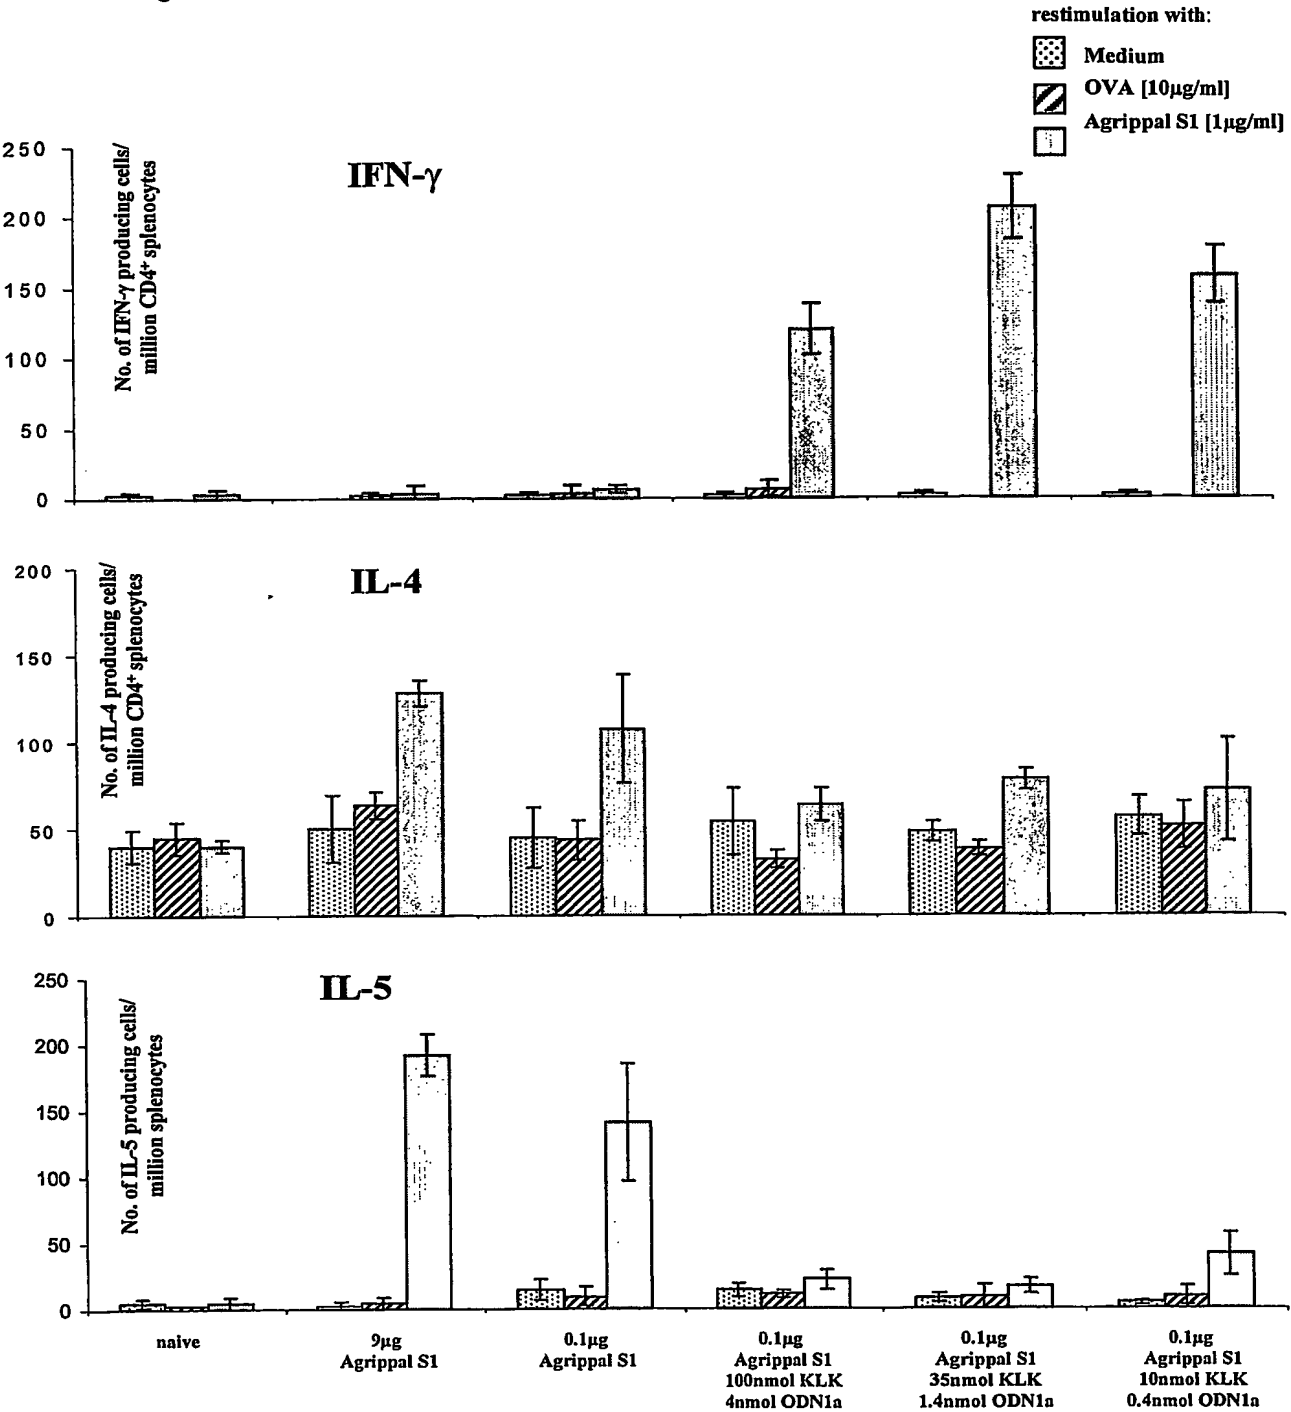 restimulation with:
Medium
OVA [10µg/ml]
Agrippal S1 [1µg/ml]
IFN-γ
No. of IFN-γ producing cells/
million CD4⁺ splenocytes
250
200
150
100
50
0
IL-4
No. of IL-4 producing cells/
million CD4⁺ splenocytes
200
150
100
50
0
IL-5
No. of IL-5 producing cells/
million splenocytes
250
200
150
100
50
0
naive
9µg
Agrippal S1
0.1µg
Agrippal S1
0.1µg
Agrippal S1
100nmol KLK
4nmol ODN1a
0.1µg
Agrippal S1
35nmol KLK
1.4nmol ODN1a
0.1µg
Agrippal S1
10nmol KLK
0.4nmol ODN1a